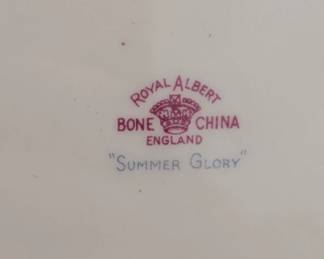 ROYAL ALBERT
BONE CHINA
ENGLAND
"SUMMER GLORY"